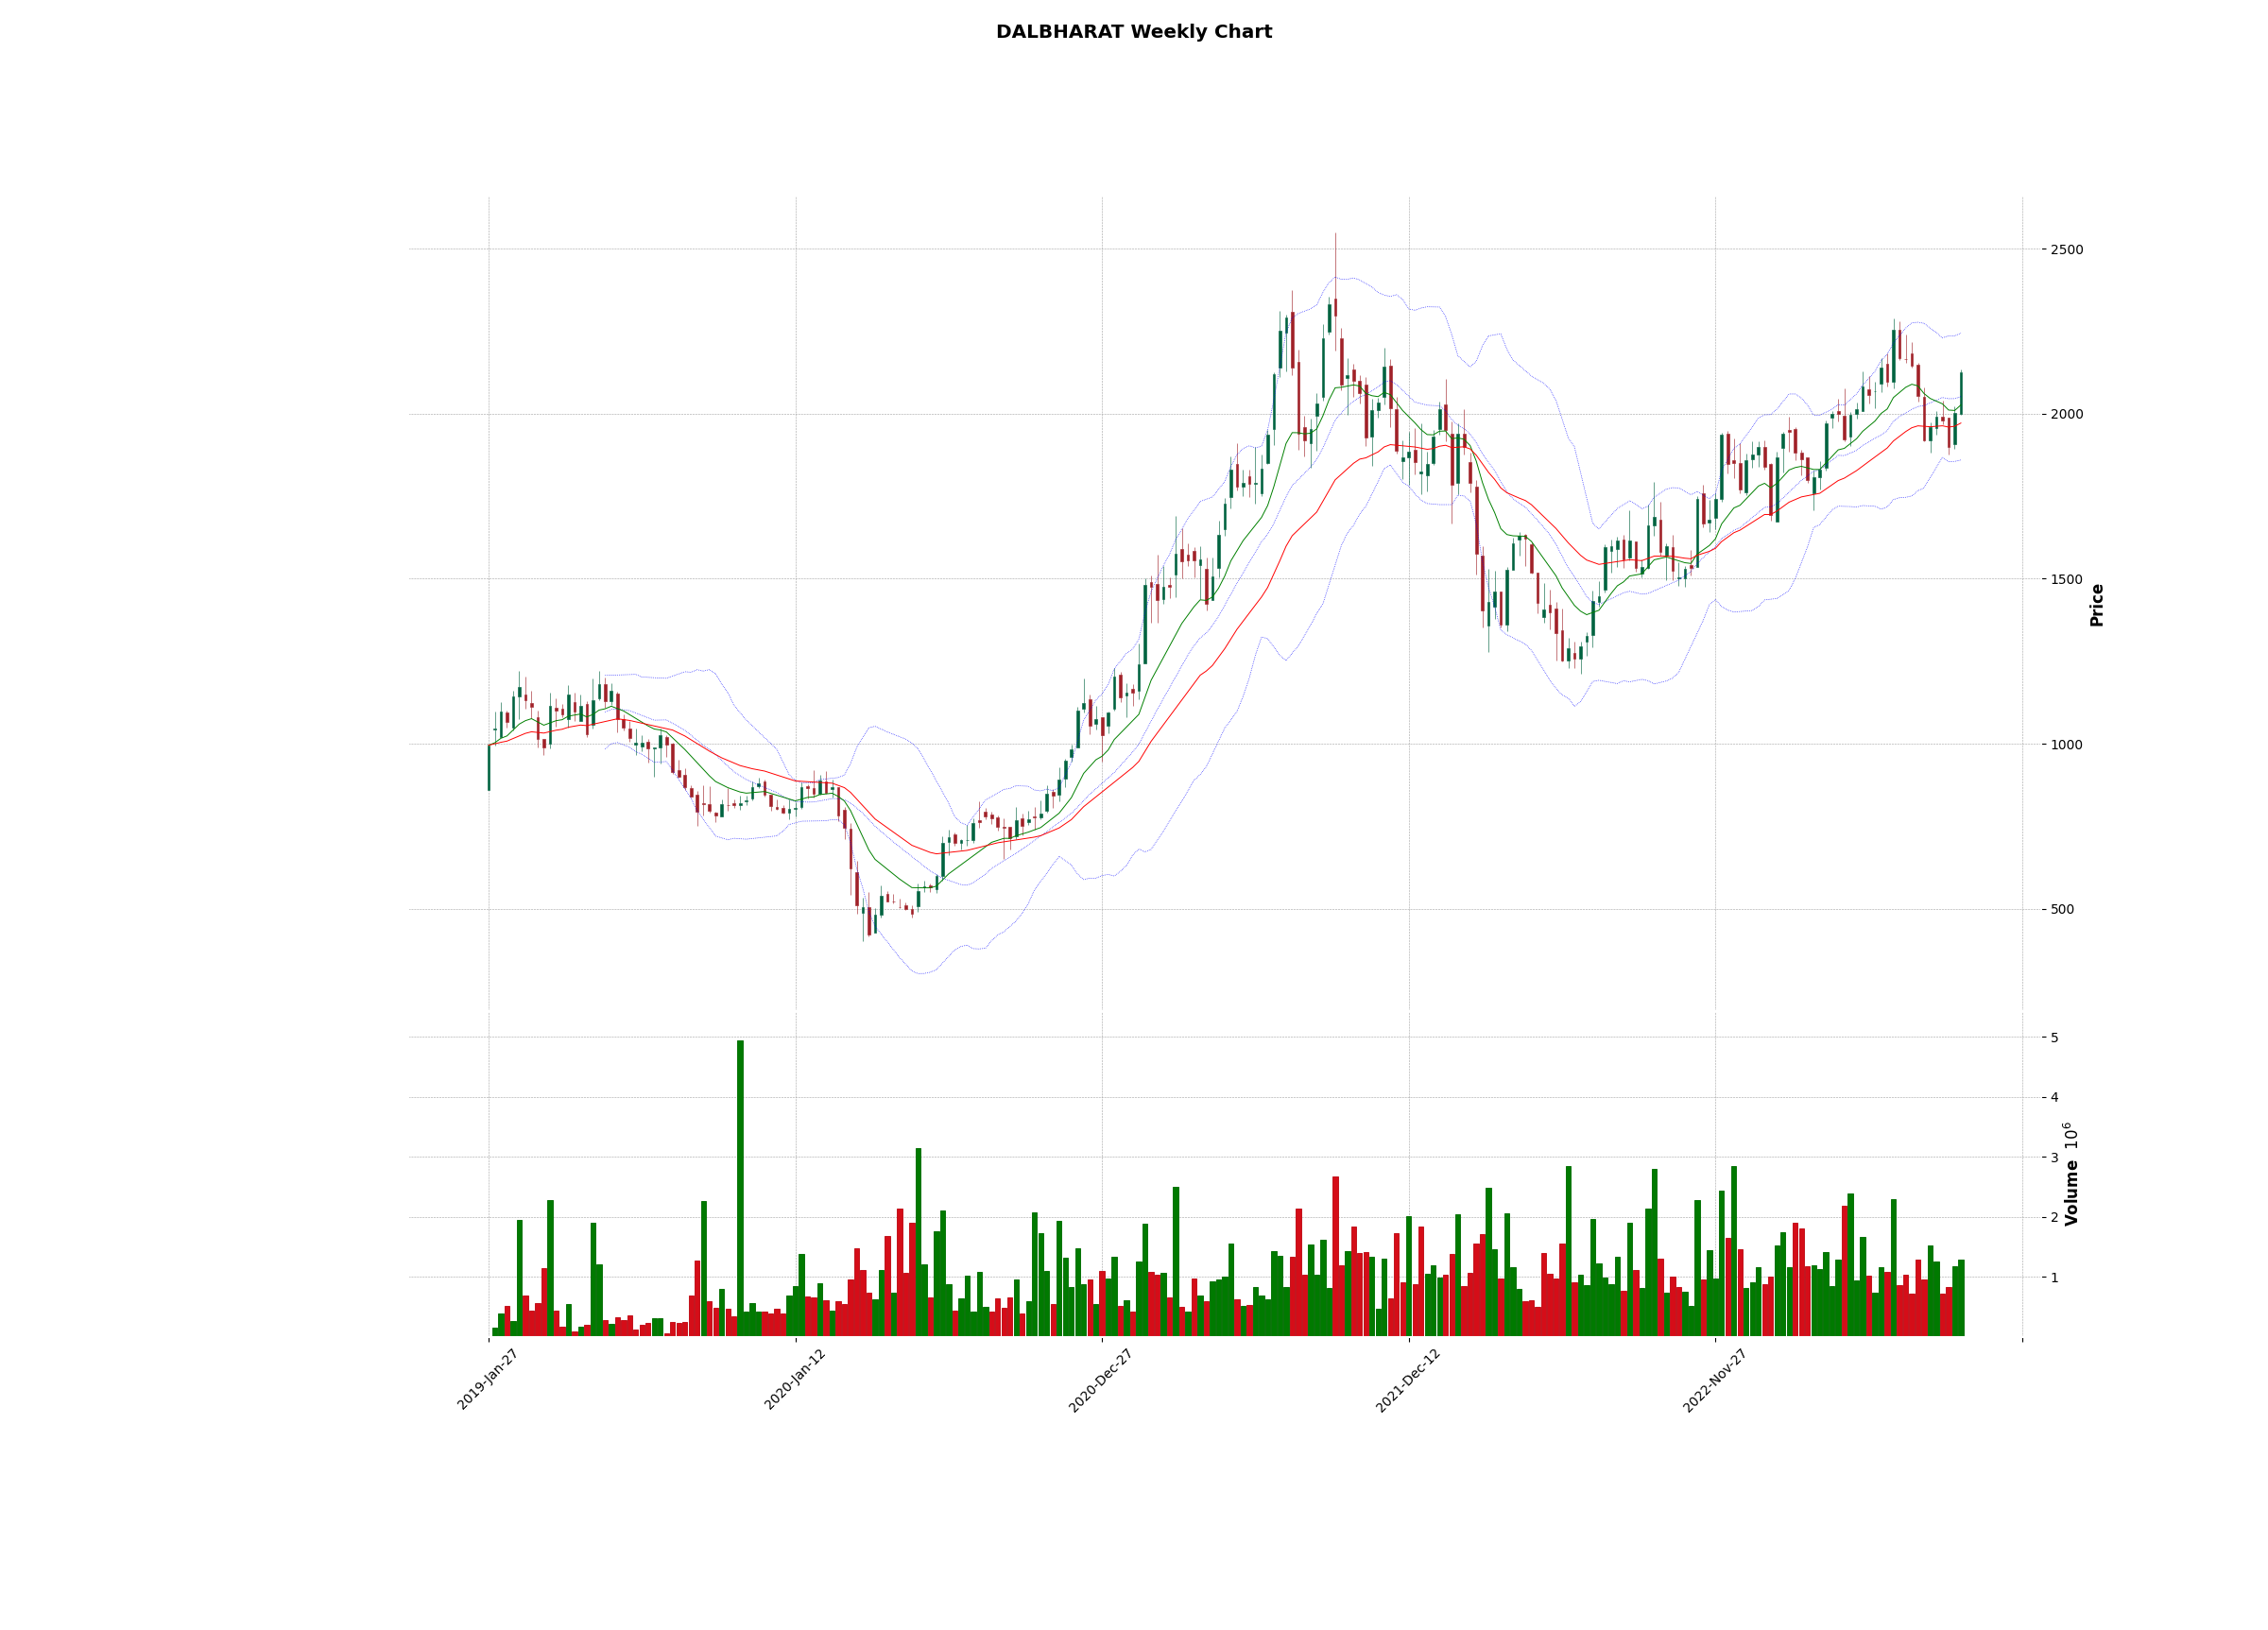 DALBHARAT Weekly Chart
2500
2000
1500
1000
500
Price
5
4
3
2
1
Volume 10^6
2019-Jan-27
2020-Jan-12
2020-Dec-27
2021-Dec-12
2022-Nov-27